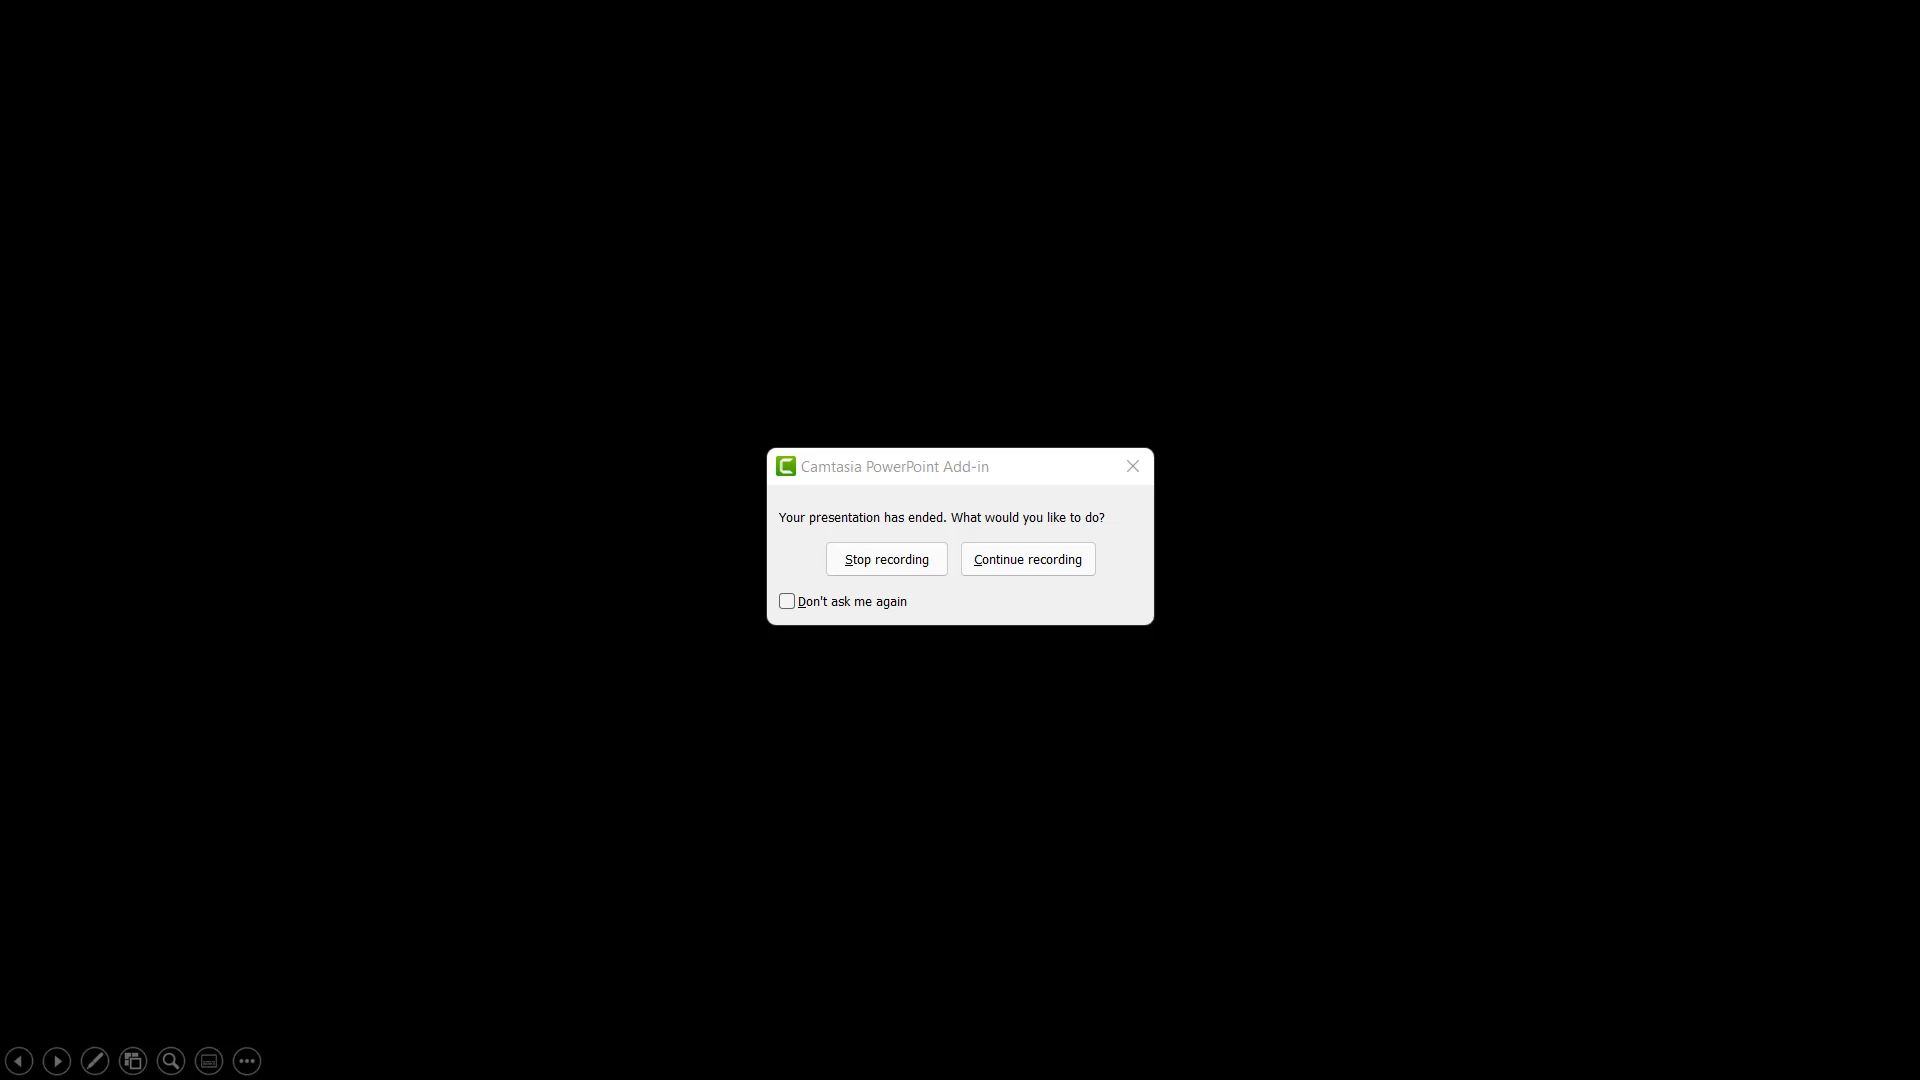 Camtasia PowerPoint Add-in
Your presentation has ended. What would you like to do?
Stop recording
Continue recording
Don't ask me again